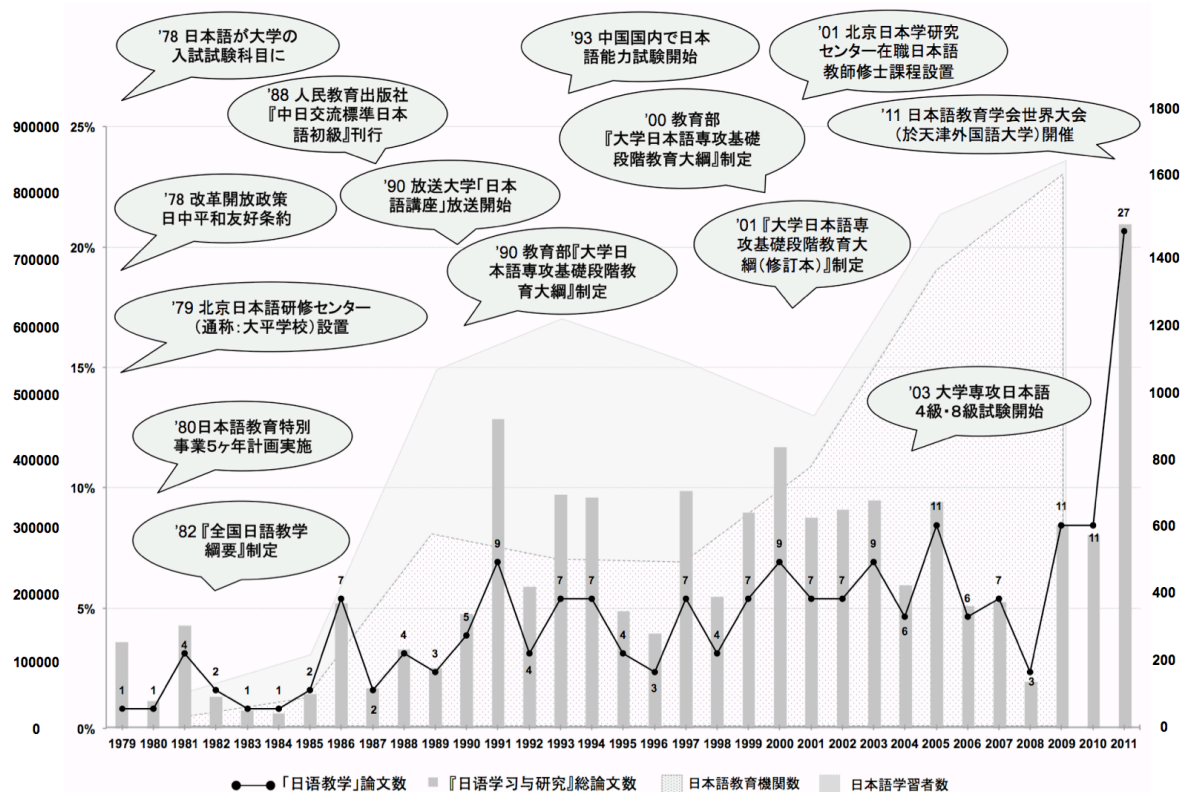 '78 日本語が大学の
入試試験科目に
'93 中国国内で日本
語能力試験開始
'01 北京日本学研究
センター在職日本語
教師修士課程設置
'88 人民教育出版社
『中日交流標準日本
語初級』刊行
'00 教育部
『大学日本語専攻基礎
段階教育大綱』制定
'11 日本語教育学会世界大会
（於天津外国語大学）開催
'78 改革開放政策
日中平和友好条約
'90 放送大学「日本
語講座」放送開始
'90 教育部『大学日
本語専攻基礎段階教
育大綱』制定
'01『大学日本語専
攻基礎段階教育大
綱（修訂本）』制定
'79 北京日本語研修センター
（通称：大平学校）設置
'03 大学専攻日本語
4級・8級試験開始
'80日本語教育特別
事業5ヶ年計画実施
'82『全国日語教学
綱要』制定
900000
800000
700000
600000
500000
400000
300000
200000
100000
0
25%
20%
15%
10%
5%
0%
1800
1600
1400
1200
1000
800
600
400
200
0
1 1 4 2 1 1 2 7 2 4 3 5 9 4 7 7 4 3 7 4 7 9 7 7 9 6 11 6 7 3 11 11 27
1979 1980 1981 1982 1983 1984 1985 1986 1987 1988 1989 1990 1991 1992 1993 1994 1995 1996 1997 1998 1999 2000 2001 2002 2003 2004 2005 2006 2007 2008 2009 2010 2011
「日语教学」論文数 『日语学习与研究』総論文数 日本語教育機関数 日本語学習者数